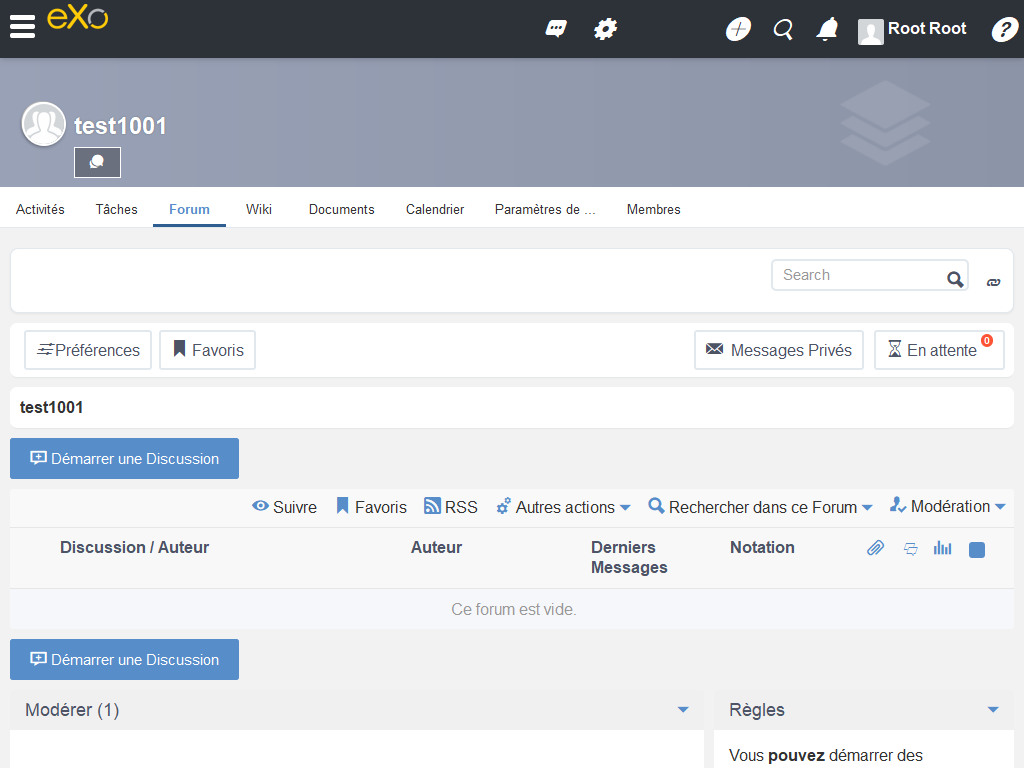 eXo
Root Root
test1001
Activités
Tâches
Forum
Wiki
Documents
Calendrier
Paramètres de ...
Membres
Search
Préférences
Favoris
Messages Privés
En attente
0
test1001
Démarrer une Discussion
Suivre
Favoris
RSS
Autres actions
Rechercher dans ce Forum
Modération
Discussion / Auteur
Auteur
Derniers
Messages
Notation
Ce forum est vide.
Démarrer une Discussion
Modérer (1)
Règles
Vous pouvez démarrer des